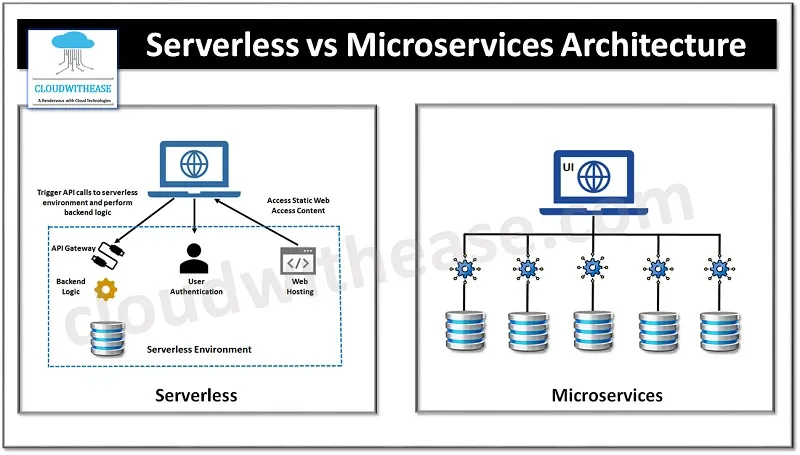 Serverless vs Microservices Architecture
CLOUDWITHEASE
A Rendezvous with Cloud Technologies
Trigger API calls to serverless
environment and perform
backend logic
Access Static Web
Access Content
API Gateway
Backend
Logic
User
Authentication
</>
Web
Hosting
Serverless Environment
Serverless
UI
Microservices
cloudwithease.com